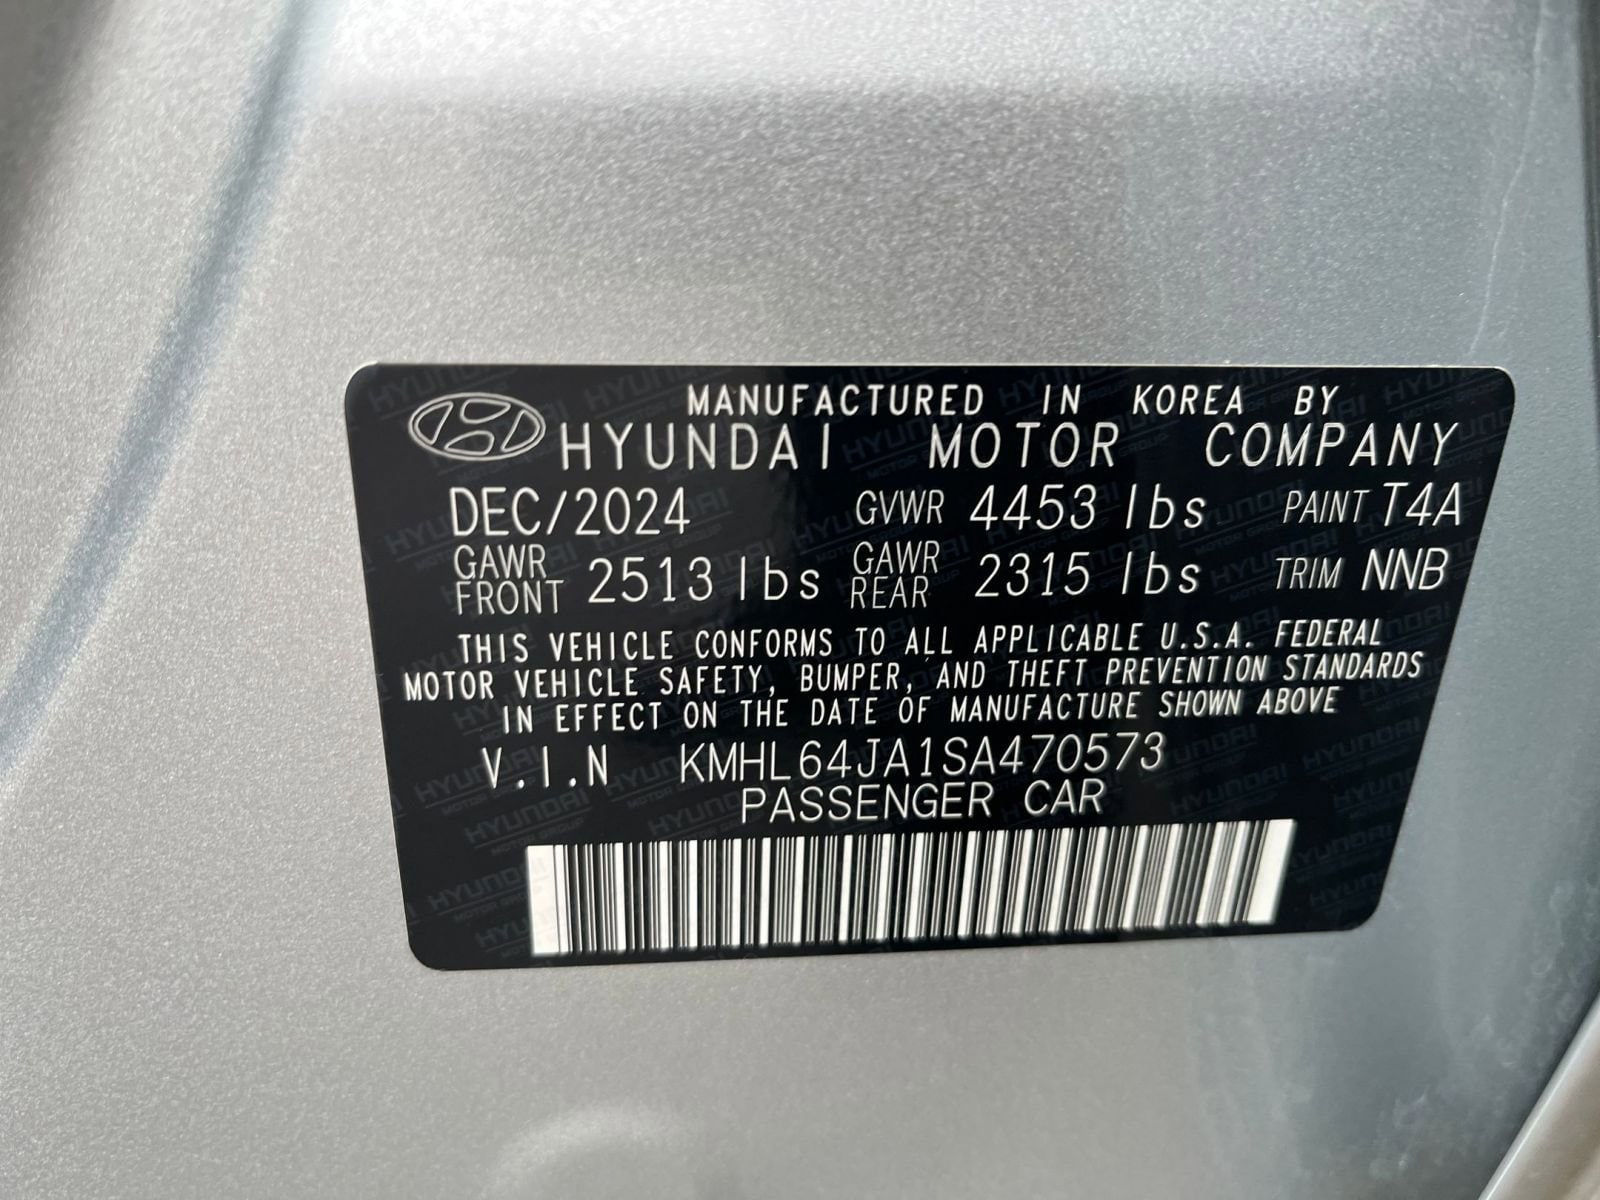 MANUFACTURED IN KOREA BY
HYUNDAI MOTOR COMPANY
DEC/2024 GVWR 4453 lbs PAINT T4A
GAWR FRONT 2513 lbs GAWR REAR 2315 lbs TRIM NNB
THIS VEHICLE CONFORMS TO ALL APPLICABLE U.S.A. FEDERAL
MOTOR VEHICLE SAFETY, BUMPER, AND THEFT PREVENTION STANDARDS
IN EFFECT ON THE DATE OF MANUFACTURE SHOWN ABOVE
V.I.N KMHL64JA1SA470573
PASSENGER CAR